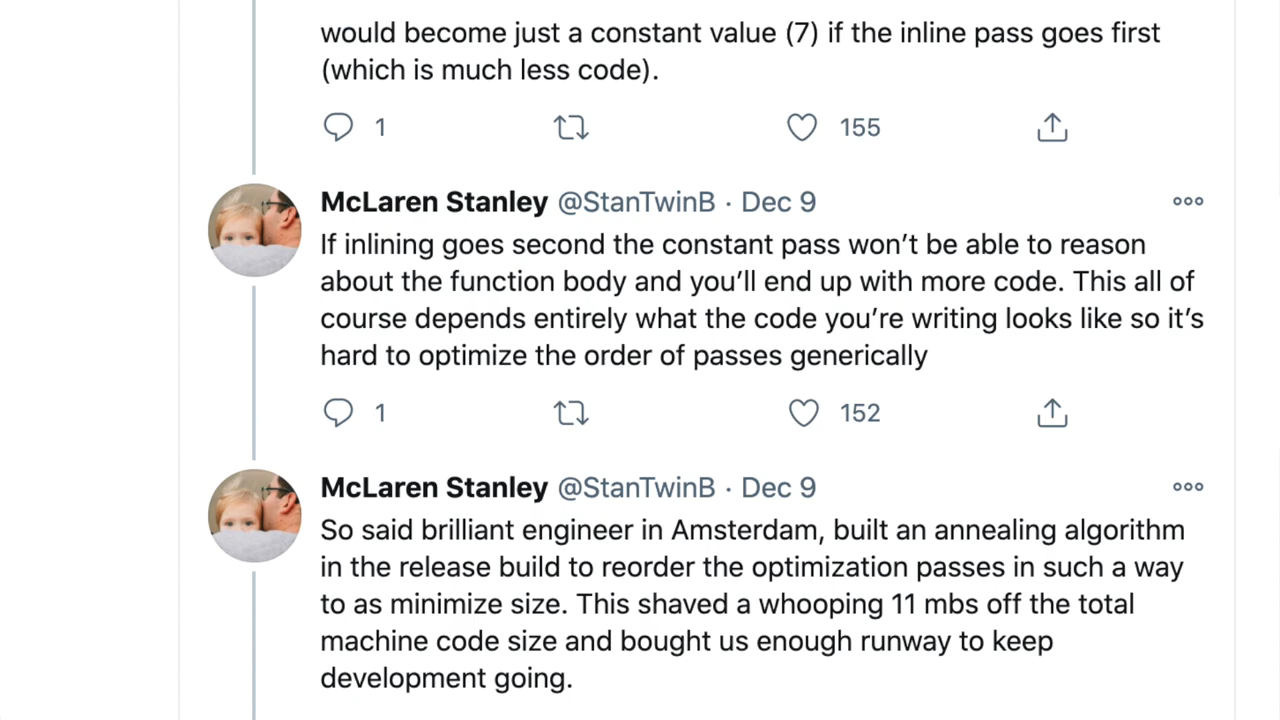 would become just a constant value (7) if the inline pass goes first
(which is much less code).
1 155
McLaren Stanley @StanTwinB · Dec 9
If inlining goes second the constant pass won’t be able to reason
about the function body and you’ll end up with more code. This all of
course depends entirely what the code you’re writing looks like so it’s
hard to optimize the order of passes generically
1 152
McLaren Stanley @StanTwinB · Dec 9
So said brilliant engineer in Amsterdam, built an annealing algorithm
in the release build to reorder the optimization passes in such a way
to as minimize size. This shaved a whooping 11 mbs off the total
machine code size and bought us enough runway to keep
development going.